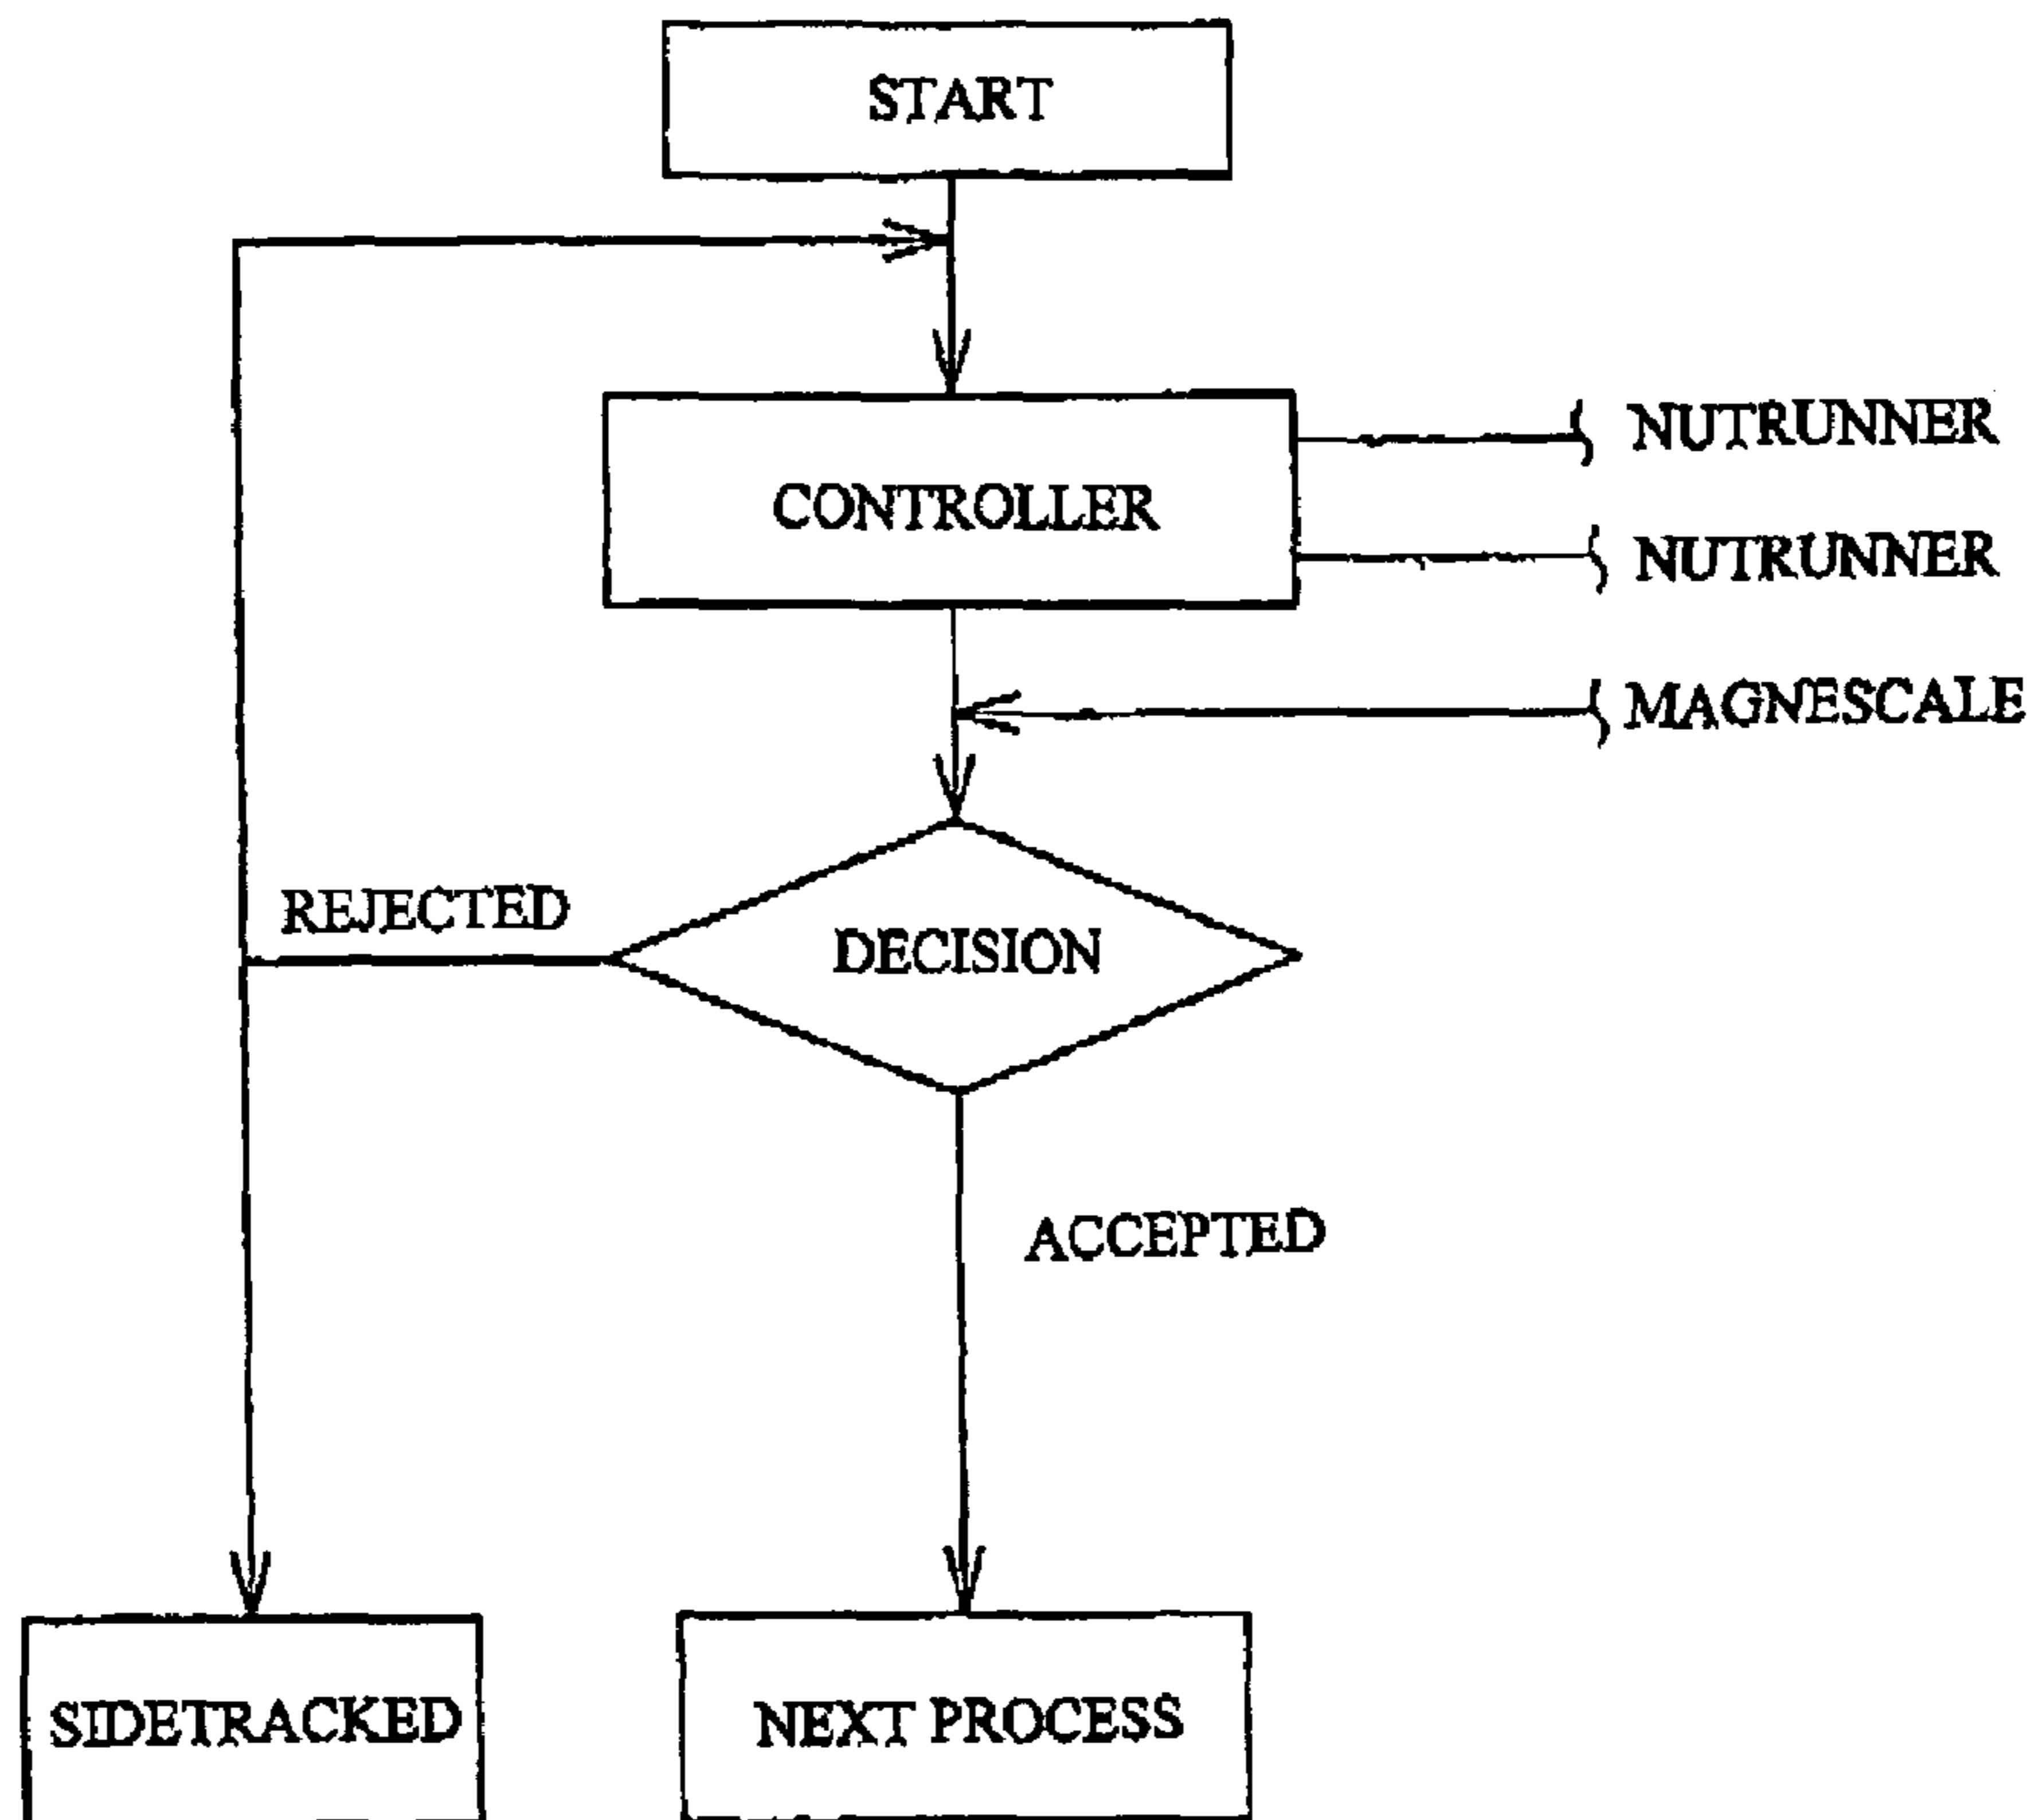 START
NUTRUNNER
CONTROLLER
NUTRUNNER
MAGNESCALE
REJECTED
DECISION
ACCEPTED
SIDETRACKED
NEXT PROCESS